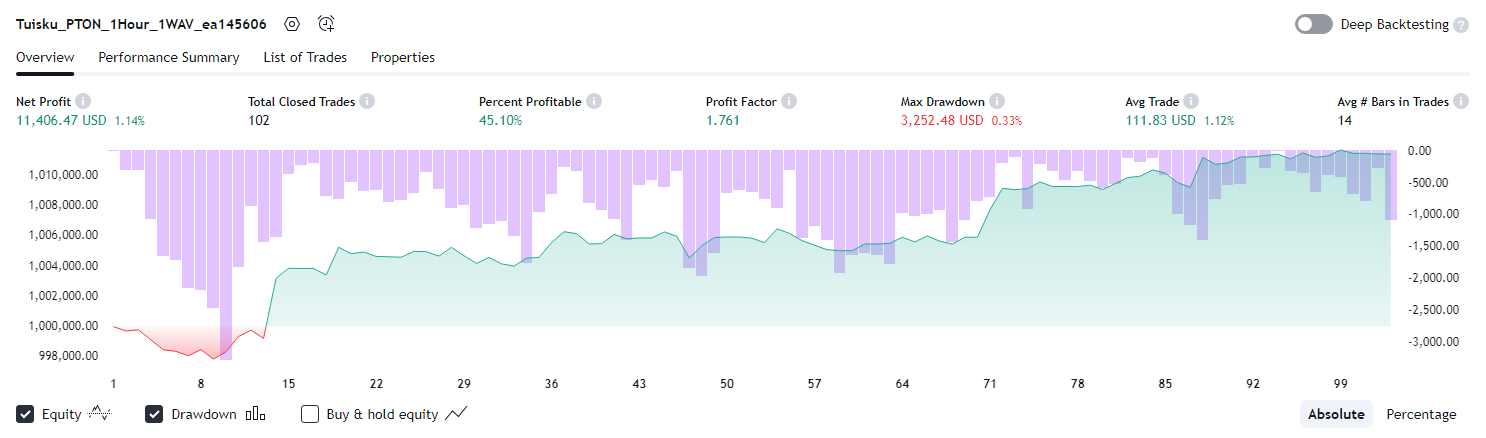 Tuisku_PTON_1Hour_1WAV_ea145606 Deep Backtesting ?
Overview Performance Summary List of Trades Properties
Net Profit i Total Closed Trades i Percent Profitable i Profit Factor i Max Drawdown i Avg Trade i Avg # Bars in Trades i
11,406.47 USD 1.14% 102 45.10% 1.761 3,252.48 USD 0.33% 111.83 USD 1.12% 14
0.00
1,010,000.00 -500.00
1,008,000.00 -1,000.00
1,006,000.00 -1,500.00
1,004,000.00 -2,000.00
1,002,000.00 -2,500.00
1,000,000.00 -3,000.00
998,000.00
1 8 15 22 29 36 43 50 57 64 71 78 85 92 99
Equity Drawdown Buy & hold equity Absolute Percentage